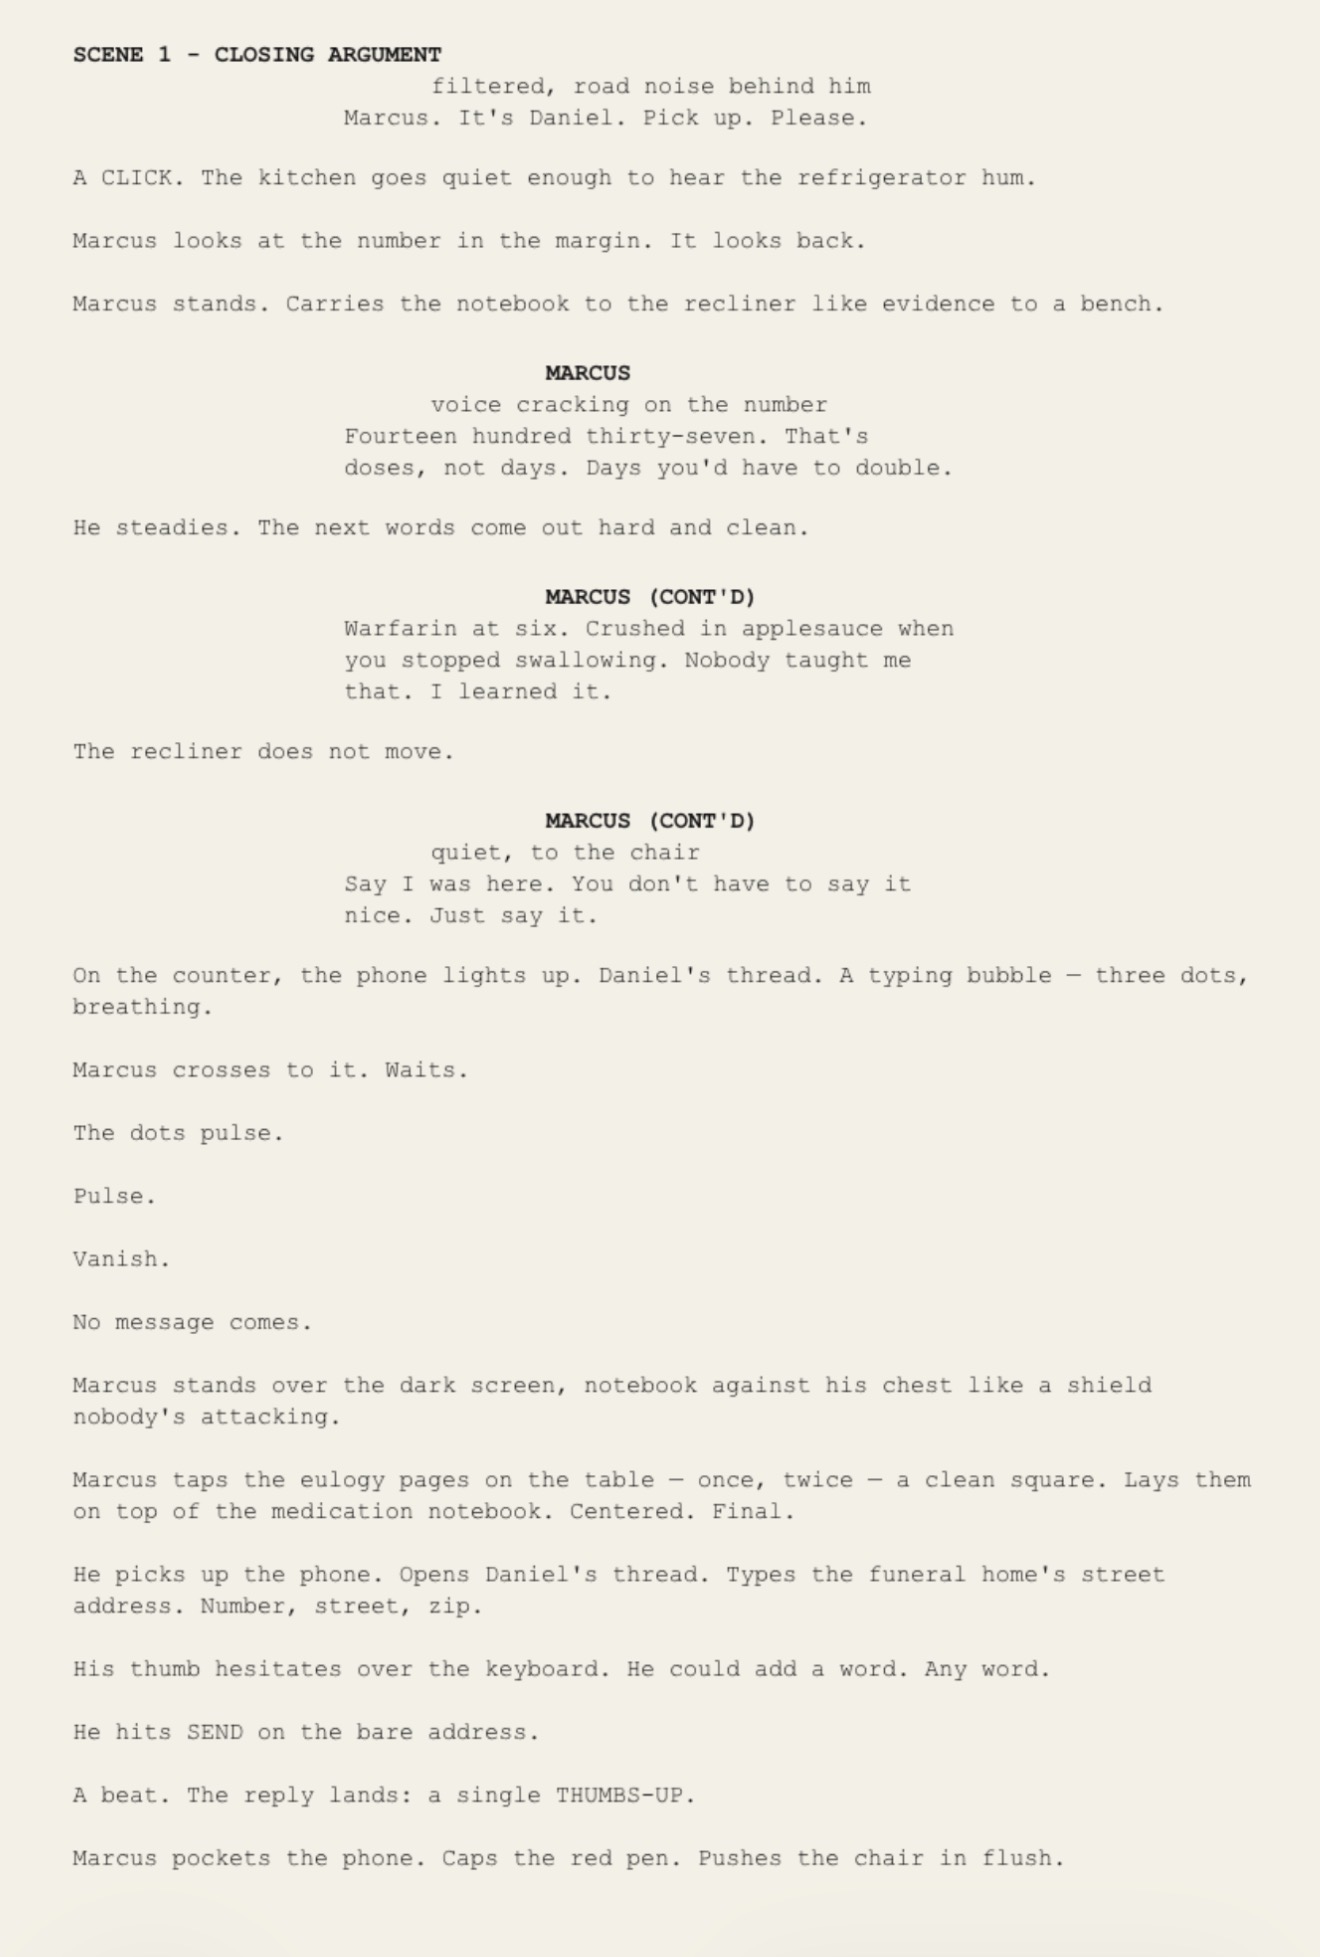 SCENE 1 - CLOSING ARGUMENT
filtered, road noise behind him
Marcus. It's Daniel. Pick up. Please.
A CLICK. The kitchen goes quiet enough to hear the refrigerator hum.
Marcus looks at the number in the margin. It looks back.
Marcus stands. Carries the notebook to the recliner like evidence to a bench.
MARCUS
voice cracking on the number
Fourteen hundred thirty-seven. That's
doses, not days. Days you'd have to double.
He steadies. The next words come out hard and clean.
MARCUS (CONT'D)
Warfarin at six. Crushed in applesauce when
you stopped swallowing. Nobody taught me
that. I learned it.
The recliner does not move.
MARCUS (CONT'D)
quiet, to the chair
Say I was here. You don't have to say it
nice. Just say it.
On the counter, the phone lights up. Daniel's thread. A typing bubble — three dots,
breathing.
Marcus crosses to it. Waits.
The dots pulse.
Pulse.
Vanish.
No message comes.
Marcus stands over the dark screen, notebook against his chest like a shield
nobody's attacking.
Marcus taps the eulogy pages on the table — once, twice — a clean square. Lays them
on top of the medication notebook. Centered. Final.
He picks up the phone. Opens Daniel's thread. Types the funeral home's street
address. Number, street, zip.
His thumb hesitates over the keyboard. He could add a word. Any word.
He hits SEND on the bare address.
A beat. The reply lands: a single THUMBS-UP.
Marcus pockets the phone. Caps the red pen. Pushes the chair in flush.